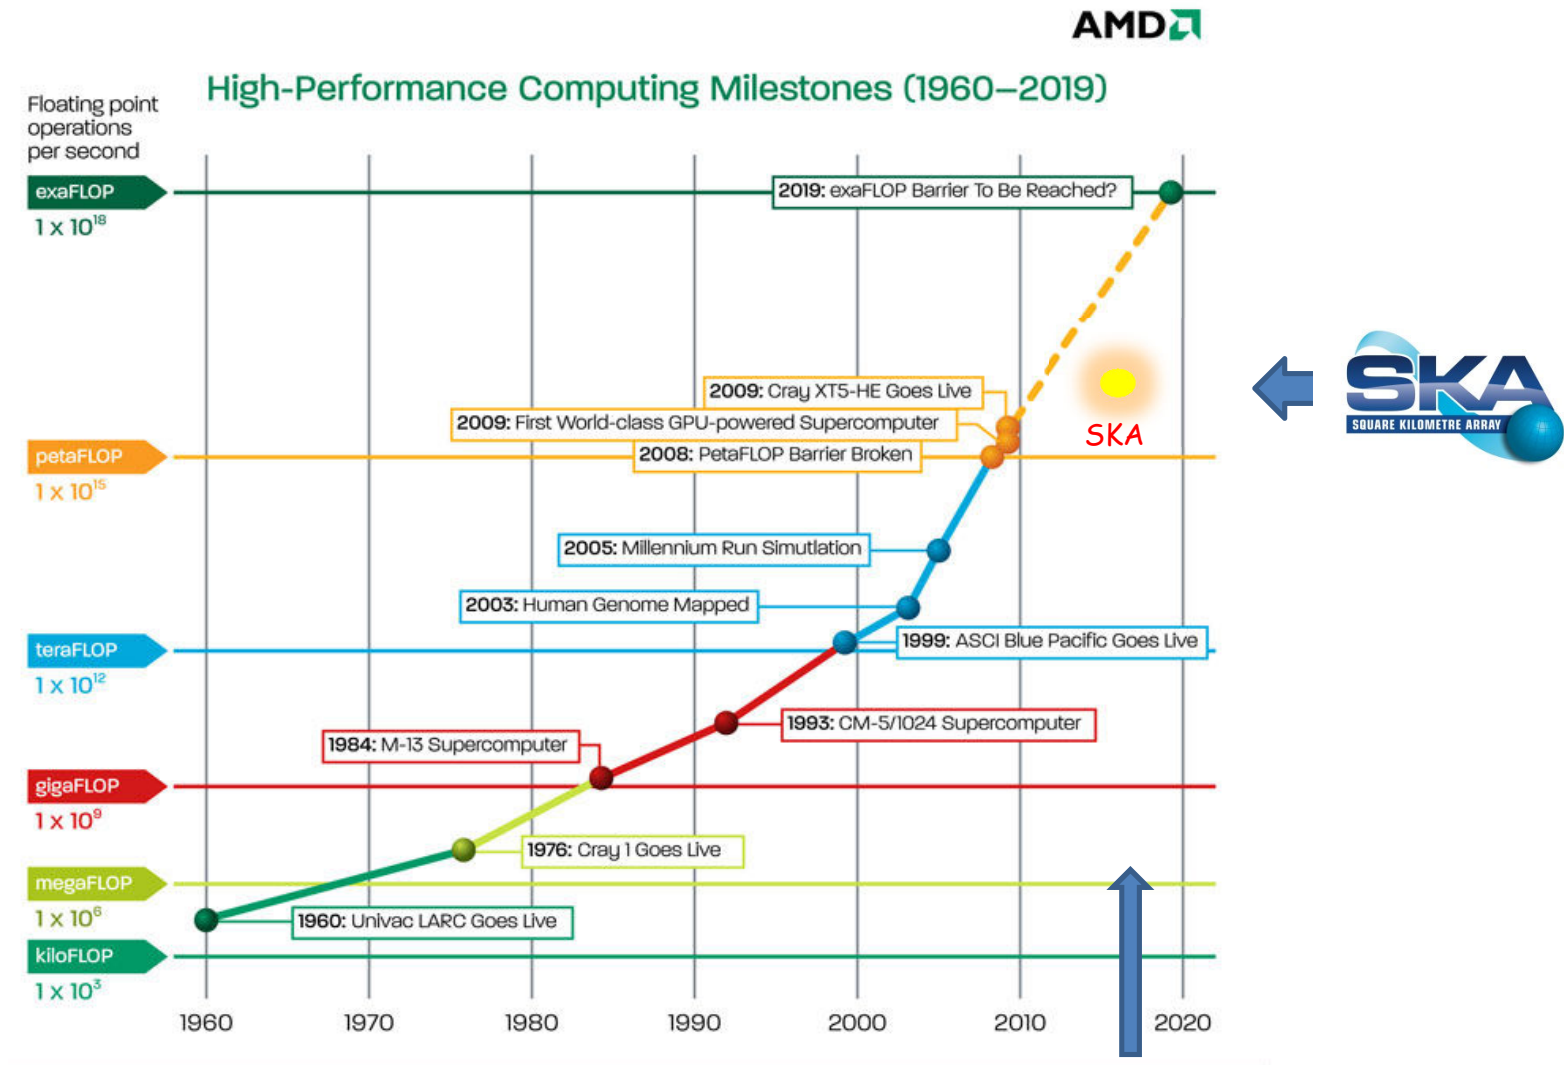 AMD
High-Performance Computing Milestones (1960–2019)
Floating point
operations
per second
exaFLOP
1 x 10¹⁸
2019: exaFLOP Barrier To Be Reached?
2009: Cray XT5-HE Goes Live
2009: First World-class GPU-powered Supercomputer
SKA
SKA
SQUARE KILOMETRE ARRAY
petaFLOP
1 x 10¹⁵
2008: PetaFLOP Barrier Broken
2005: Millennium Run Simutlation
2003: Human Genome Mapped
teraFLOP
1 x 10¹²
1999: ASCI Blue Pacific Goes Live
1993: CM-5/1024 Supercomputer
1984: M-13 Supercomputer
gigaFLOP
1 x 10⁹
1976: Cray 1 Goes Live
megaFLOP
1 x 10⁶
1960: Univac LARC Goes Live
kiloFLOP
1 x 10³
1960 1970 1980 1990 2000 2010 2020